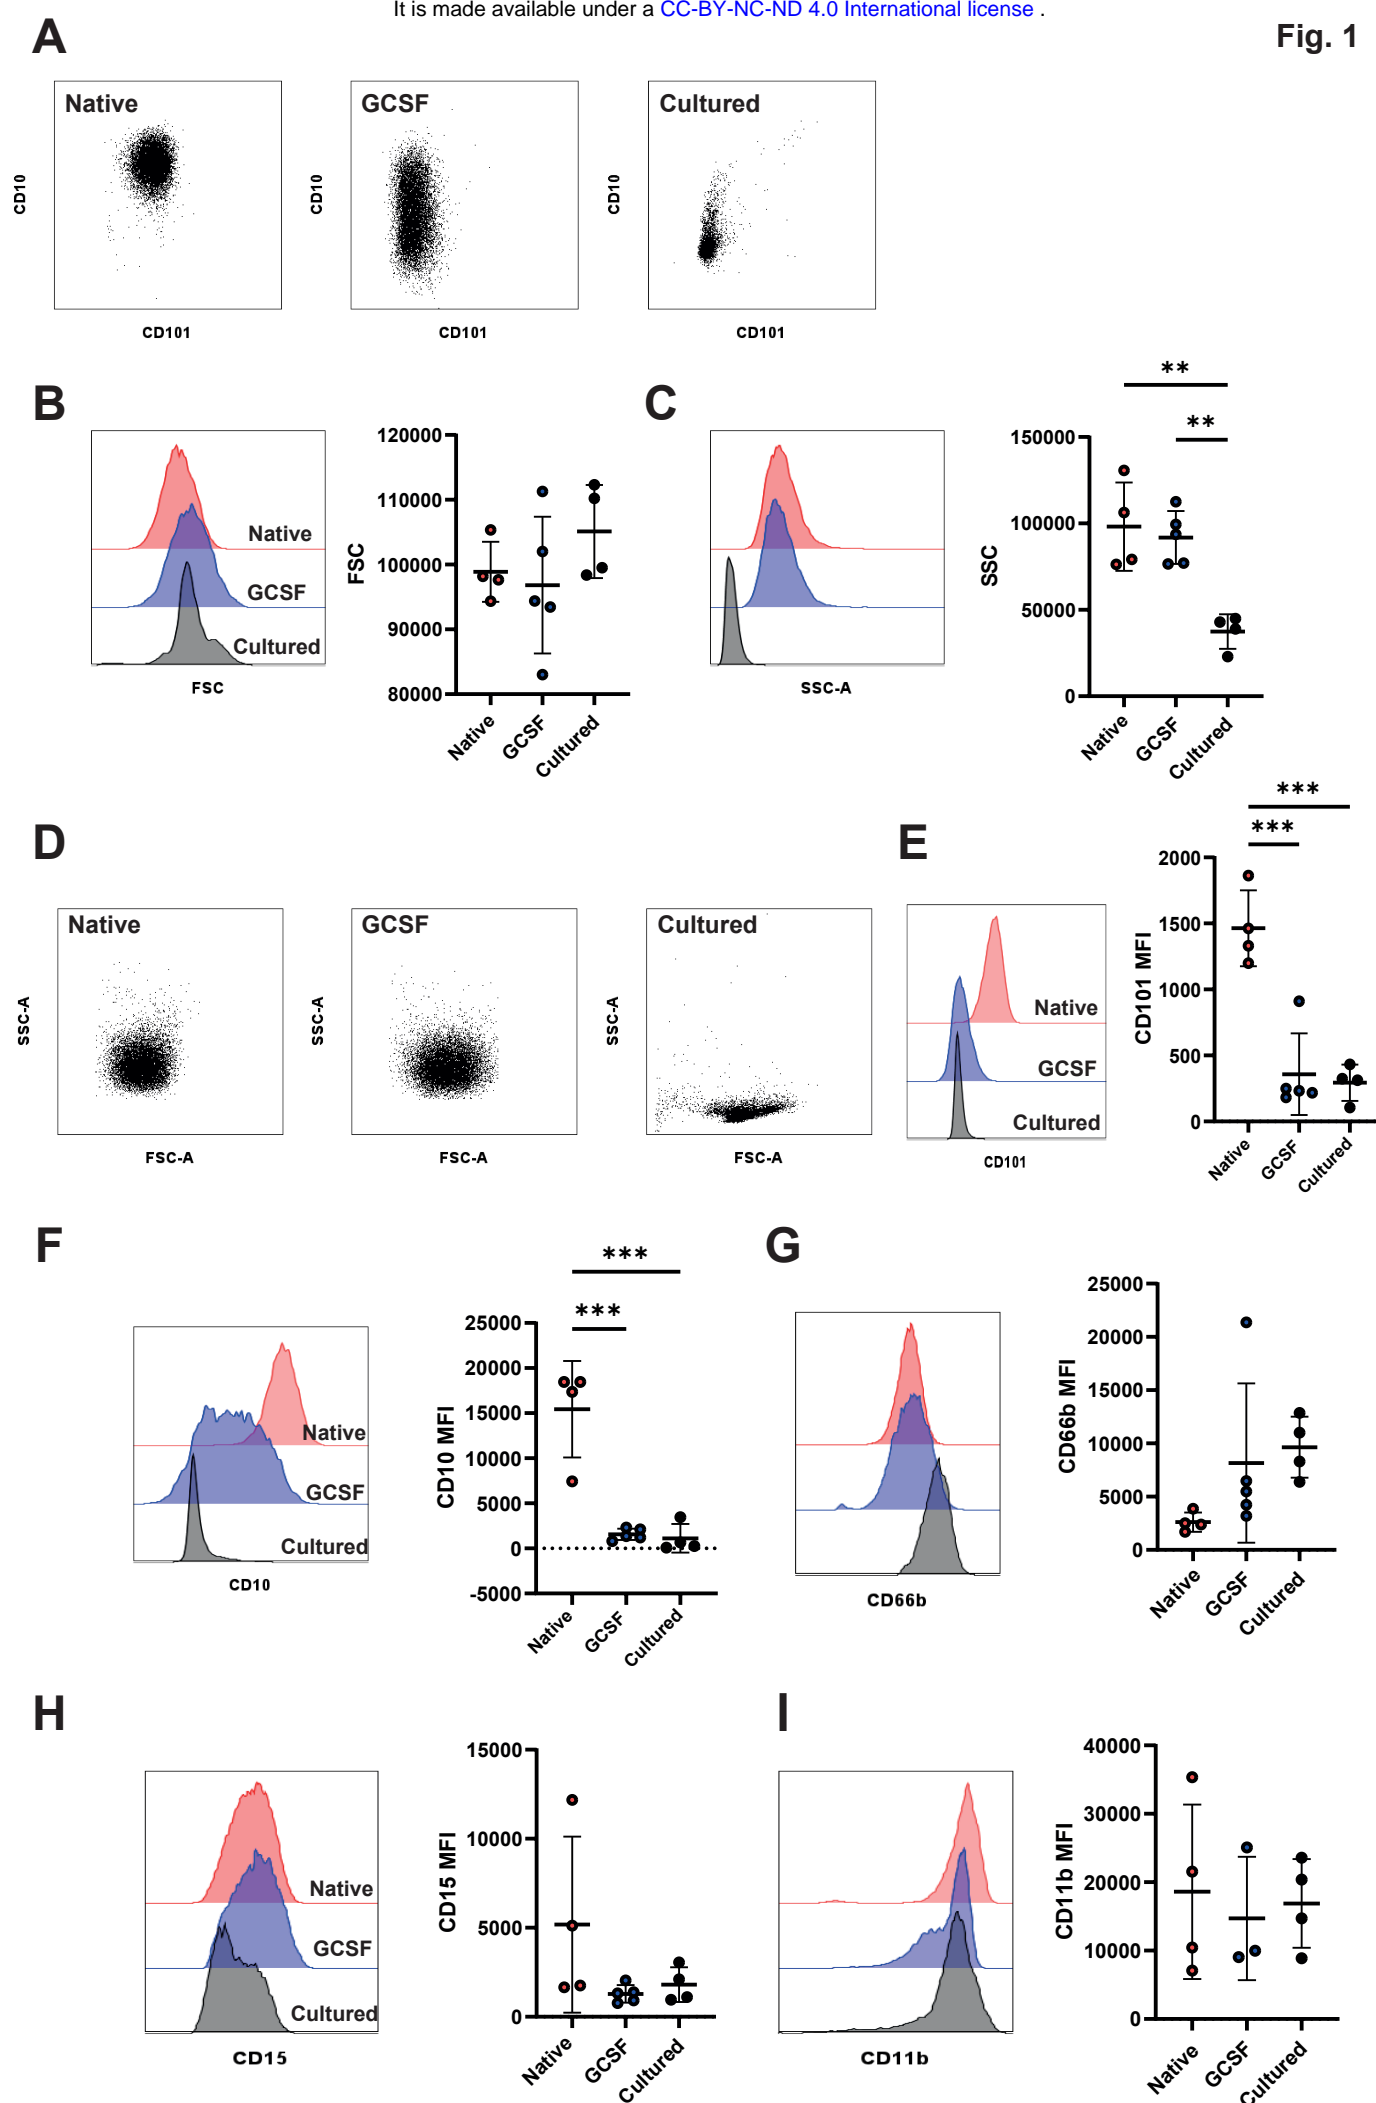 It is made available under a CC-BY-NC-ND 4.0 International license .
A
Fig. 1
Native
GCSF
Cultured
CD10
CD10
CD10
CD101
CD101
CD101
B
Native
GCSF
Cultured
FSC
FSC
120000
110000
100000
90000
80000
Native
GCSF
Cultured
C
SSC-A
**
**
SSC
150000
100000
50000
0
Native
GCSF
Cultured
D
Native
GCSF
Cultured
SSC-A
SSC-A
SSC-A
FSC-A
FSC-A
FSC-A
E
Native
GCSF
Cultured
CD101
***
***
CD101 MFI
2000
1500
1000
500
0
Native
GCSF
Cultured
F
Native
GCSF
Cultured
CD10
***
***
CD10 MFI
25000
20000
15000
10000
5000
0
-5000
Native
GCSF
Cultured
G
CD66b
CD66b MFI
25000
20000
15000
10000
5000
0
Native
GCSF
Cultured
H
Native
GCSF
Cultured
CD15
CD15 MFI
15000
10000
5000
0
Native
GCSF
Cultured
I
CD11b
CD11b MFI
40000
30000
20000
10000
0
Native
GCSF
Cultured